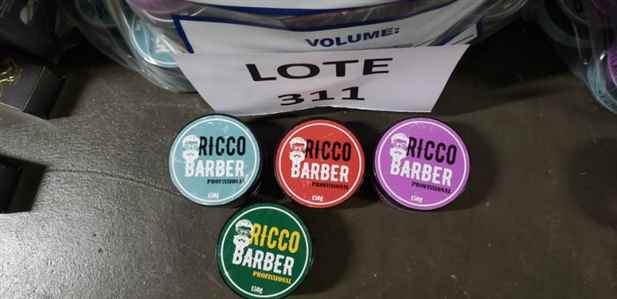 VOLUME:
LOTE
311
RICCO
BARBER
PROFISSIONAL
150g
RICCO
BARBER
PROFISSIONAL
150g
RICCO
BARBER
PROFISSIONAL
150g
RICCO
BARBER
PROFISSIONAL
150g